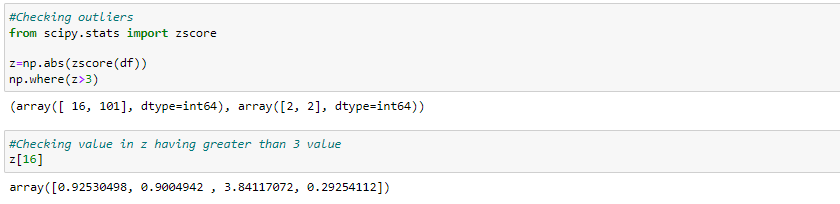 #Checking outliers
from scipy.stats import zscore
z=np.abs(zscore(df))
np.where(z>3)
(array([ 16, 101], dtype=int64), array([2, 2], dtype=int64))
#Checking value in z having greater than 3 value
z[16]
array([0.92530498, 0.9004942 , 3.84117072, 0.29254112])